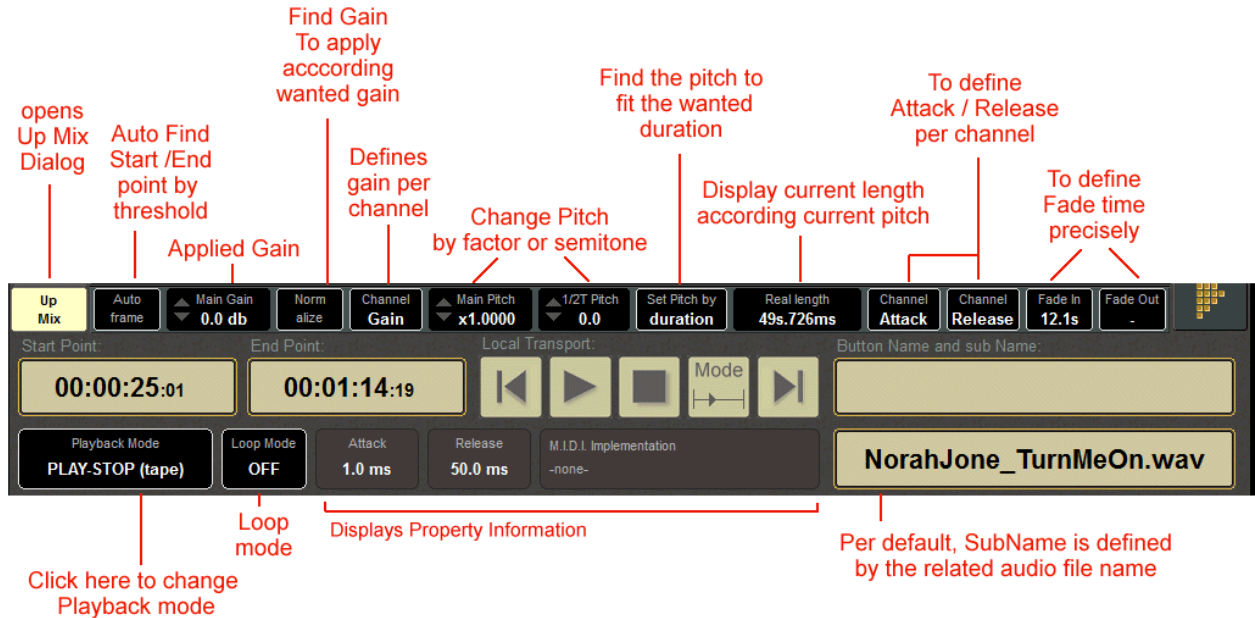 Find Gain
To apply
acccording
wanted gain
opens
Up Mix
Dialog
Auto Find
Start /End
point by
threshold
Applied Gain
Defines
gain per
channel
Change Pitch
by factor or semitone
Find the pitch to
fit the wanted
duration
Display current length
according current pitch
To define
Attack / Release
per channel
To define
Fade time
precisely
Up
Mix
Auto
frame
Main Gain
0.0 db
Norm
alize
Channel
Gain
Main Pitch
x1.0000
1/2T Pitch
0.0
Set Pitch by
duration
Real length
49s.726ms
Channel
Attack
Channel
Release
Fade In
12.1s
Fade Out
-
Start Point:
End Point:
Local Transport:
Button Name and sub Name:
00:00:25:01
00:01:14:19
Mode
Playback Mode
PLAY-STOP (tape)
Loop Mode
OFF
Attack
1.0 ms
Release
50.0 ms
M.I.D.I. Implementation
-none-
NorahJone_TurnMeOn.wav
Loop
mode
Displays Property Information
Per default, SubName is defined
by the related audio file name
Click here to change
Playback mode